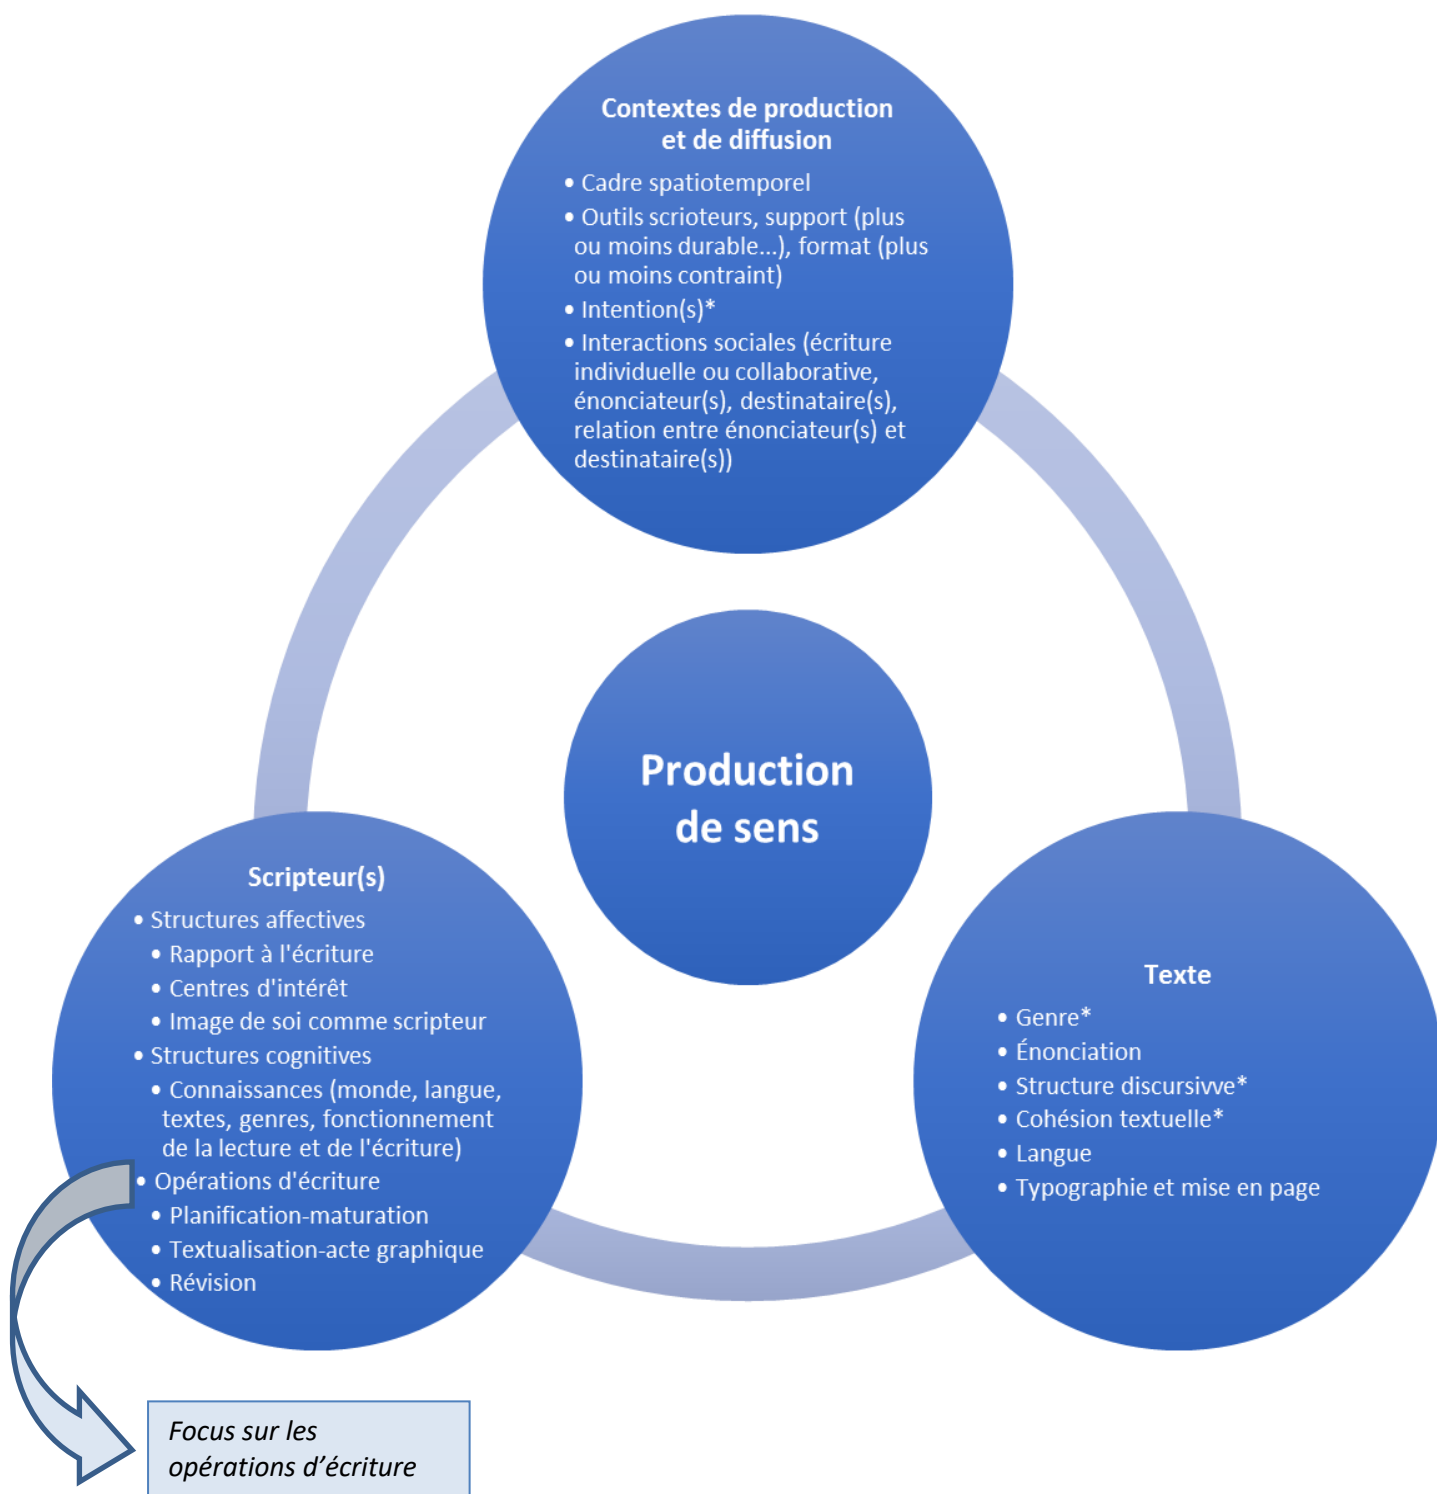 Contextes de production
et de diffusion
• Cadre spatiotemporel
• Outils scrioteurs, support (plus
ou moins durable...), format (plus
ou moins contraint)
• Intention(s)*
• Interactions sociales (écriture
individuelle ou collaborative,
énonciateur(s), destinataire(s),
relation entre énonciateur(s) et
destinataire(s))
Production
de sens
Scripteur(s)
• Structures affectives
• Rapport à l'écriture
• Centres d'intérêt
• Image de soi comme scripteur
• Structures cognitives
• Connaissances (monde, langue,
textes, genres, fonctionnement
de la lecture et de l'écriture)
• Opérations d'écriture
• Planification-maturation
• Textualisation-acte graphique
• Révision
Texte
• Genre*
• Énonciation
• Structure discursivve*
• Cohésion textuelle*
• Langue
• Typographie et mise en page
Focus sur les
opérations d’écriture